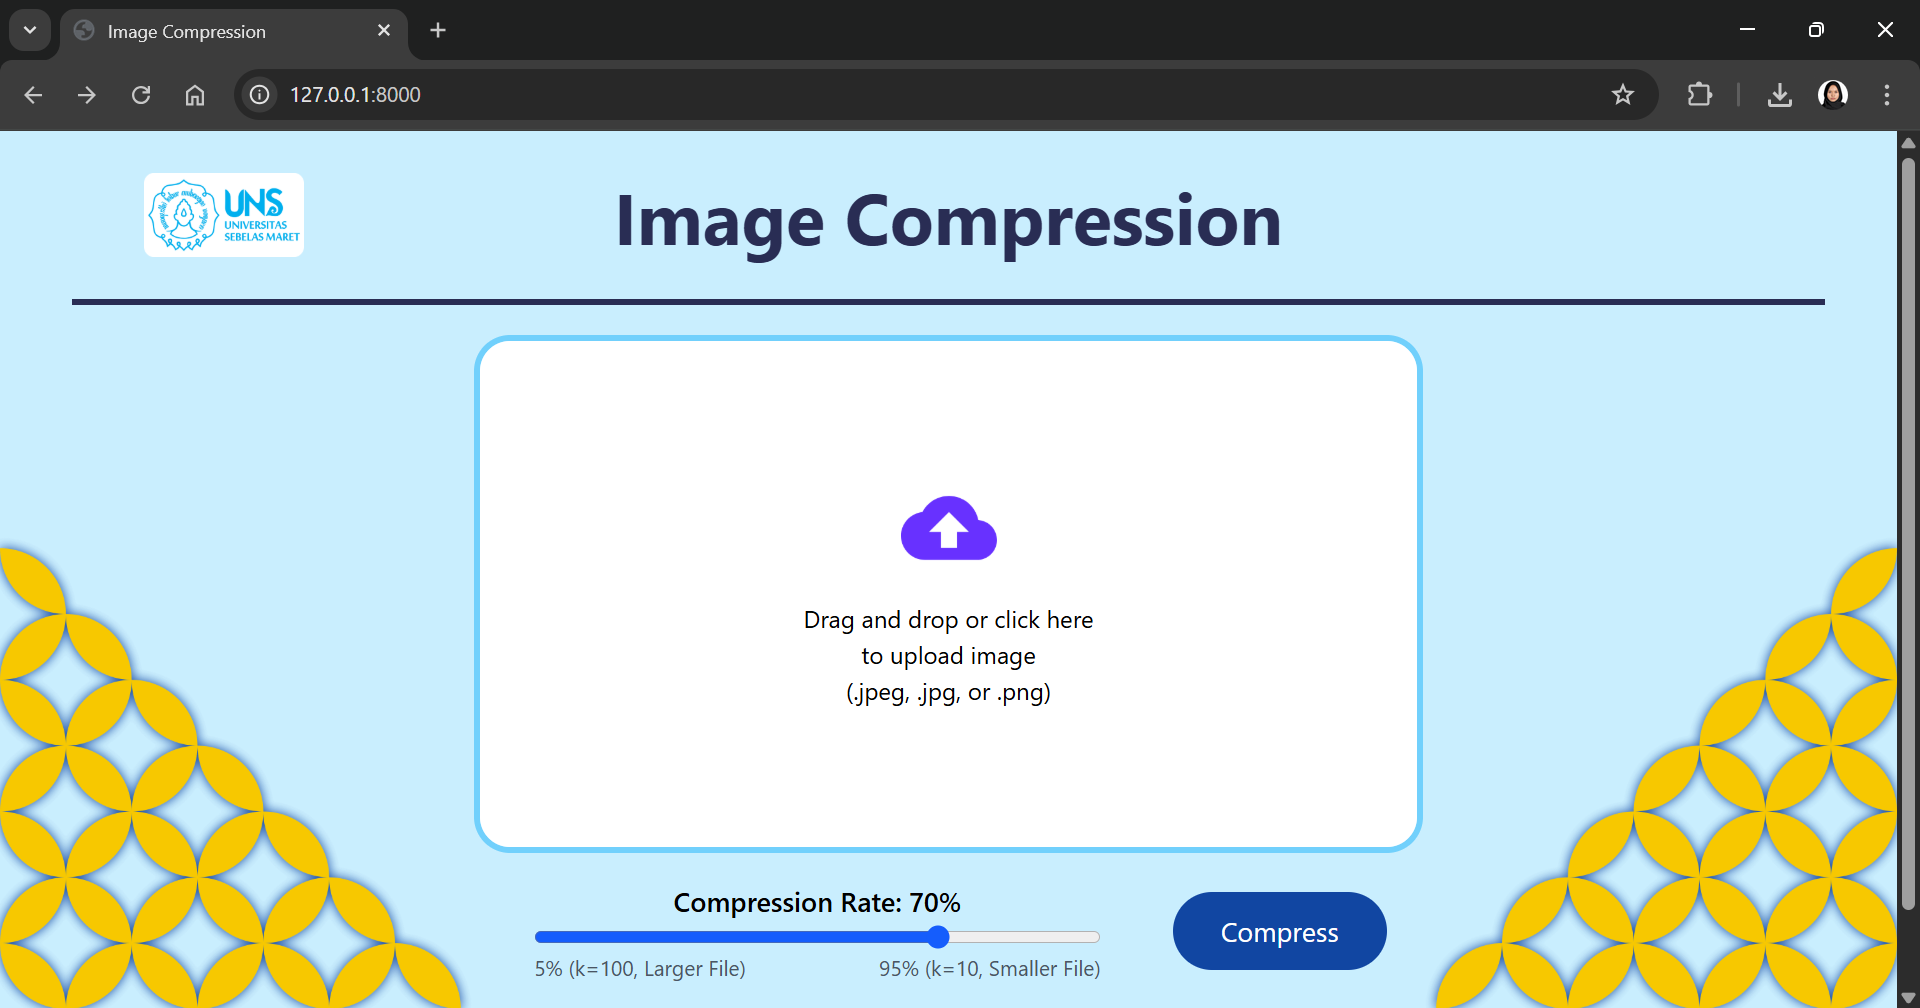 Image Compression
127.0.0.1:8000
UNS
UNIVERSITAS
SEBELAS MARET
Image Compression
Drag and drop or click here
to upload image
(.jpeg, .jpg, or .png)
Compression Rate: 70%
5% (k=100, Larger File)
95% (k=10, Smaller File)
Compress